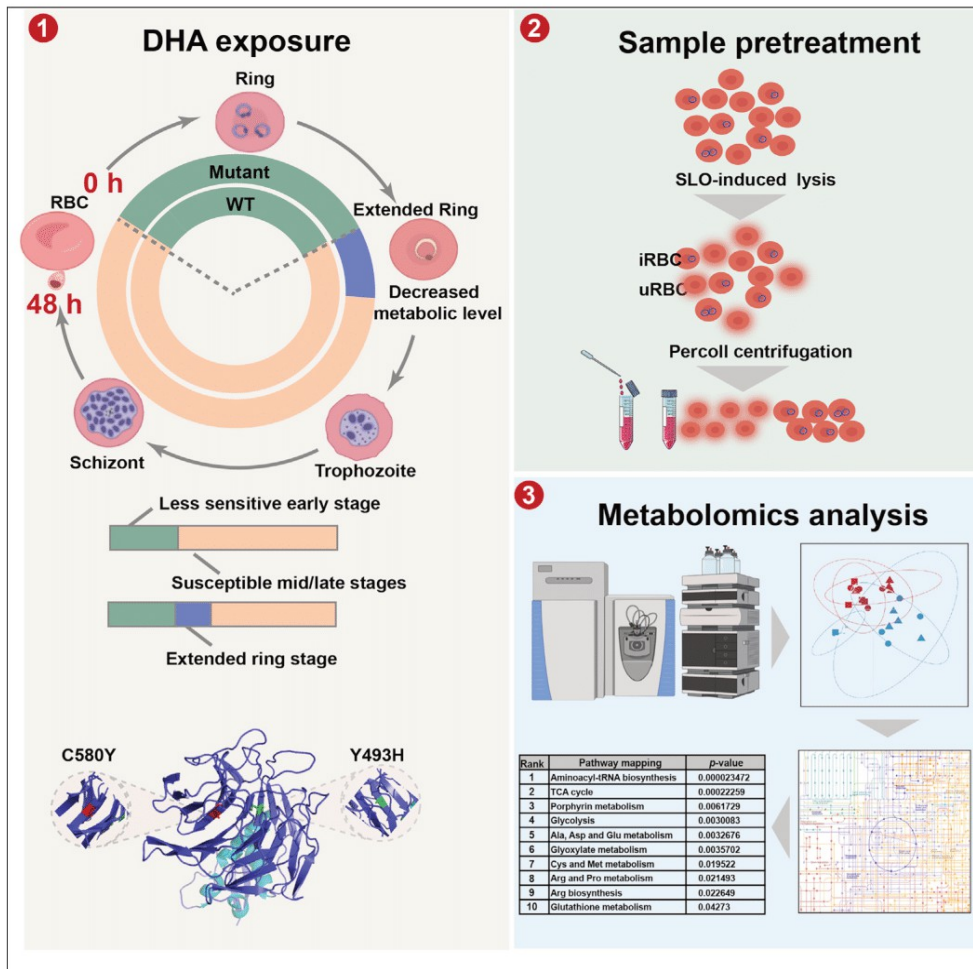 1
DHA exposure
Ring
0 h
Mutant
WT
RBC
Extended Ring
48 h
Decreased
metabolic level
Schizont
Trophozoite
Less sensitive early stage
Susceptible mid/late stages
Extended ring stage
C580Y
Y493H
2
Sample pretreatment
SLO-induced lysis
iRBC
uRBC
Percoll centrifugation
3
Metabolomics analysis
Rank Pathway mapping p-value
1 Aminoacyl-tRNA biosynthesis 0.000023472
2 TCA cycle 0.00022259
3 Porphyrin metabolism 0.0061729
4 Glycolysis 0.0030083
5 Ala, Asp and Glu metabolism 0.0032676
6 Glyoxylate metabolism 0.0035702
7 Cys and Met metabolism 0.019522
8 Arg and Pro metabolism 0.021493
9 Arg biosynthesis 0.022649
10 Glutathione metabolism 0.04273